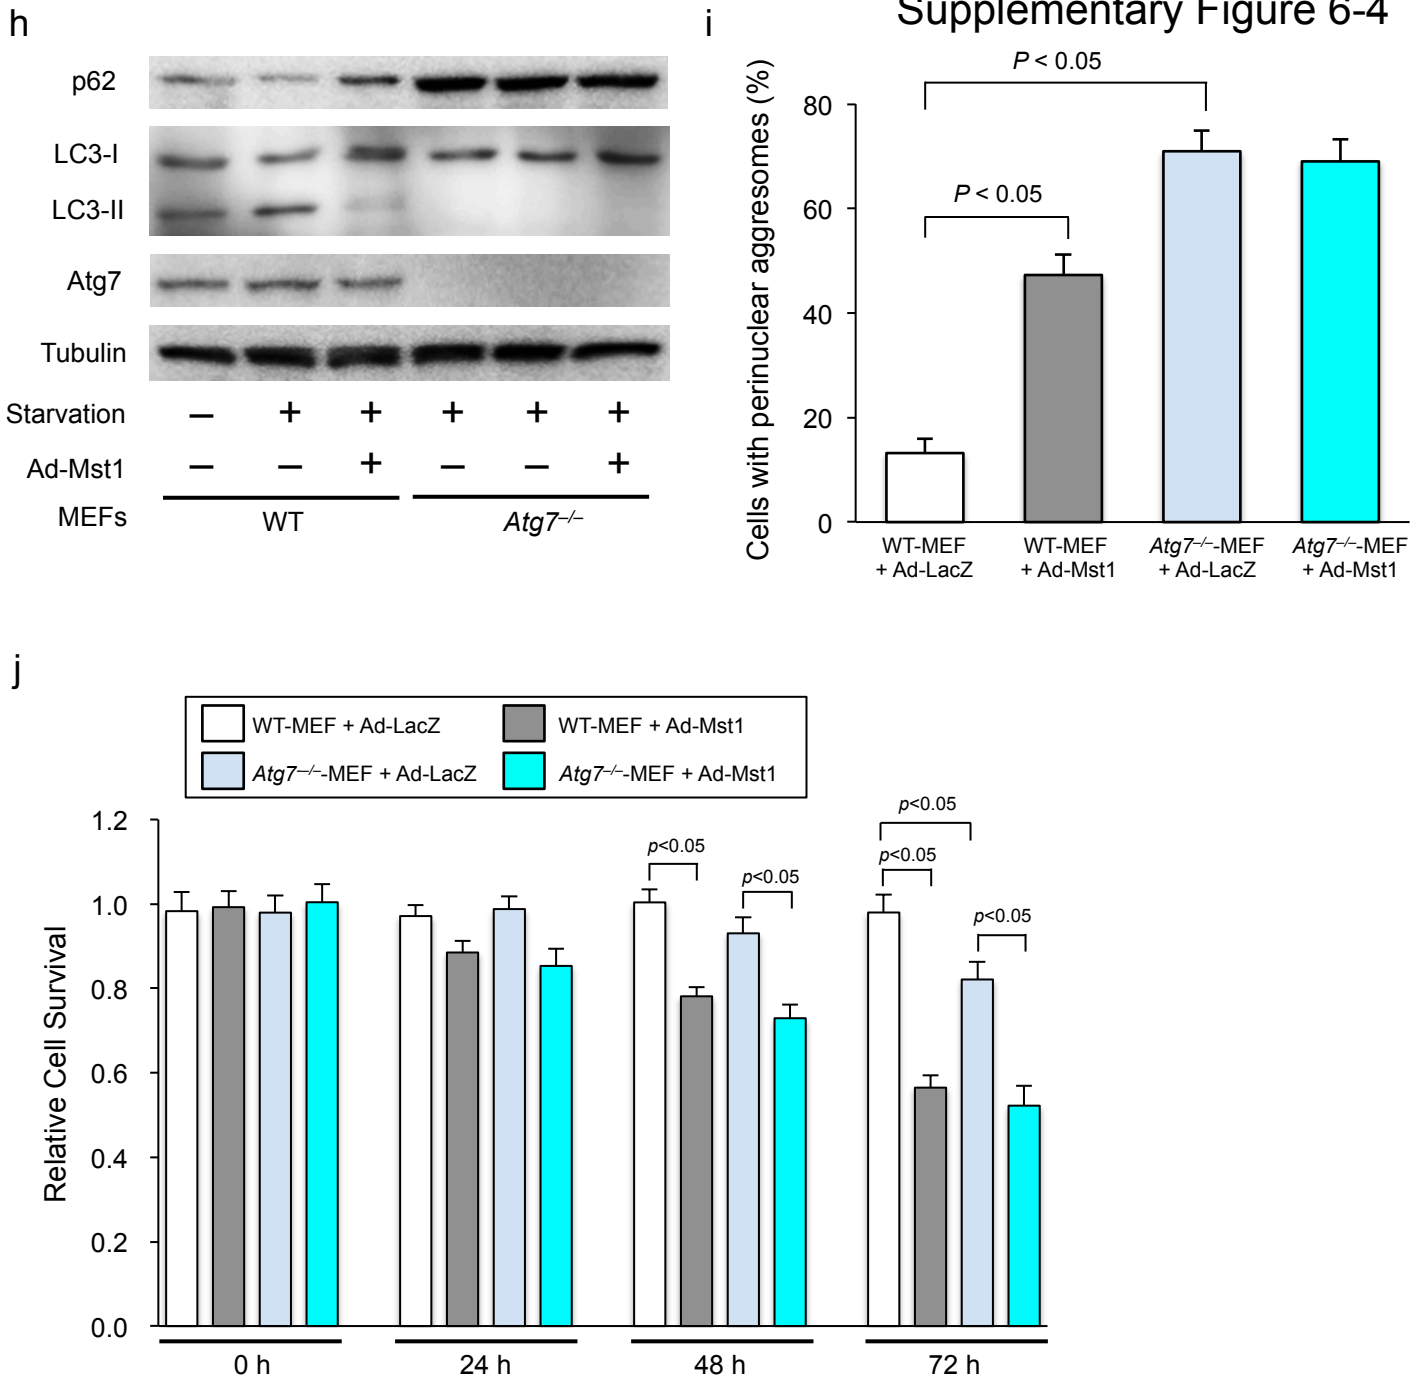 Supplementary Figure 6-4
h
p62
LC3-I
LC3-II
Atg7
Tubulin
Starvation – + + + + +
Ad-Mst1 – – + – – +
MEFs WT Atg7–/–
i
Cells with perinuclear aggresomes (%)
80
60
40
20
0
P < 0.05
P < 0.05
WT-MEF
+ Ad-LacZ
WT-MEF
+ Ad-Mst1
Atg7–/–-MEF
+ Ad-LacZ
Atg7–/–-MEF
+ Ad-Mst1
j
WT-MEF + Ad-LacZ
WT-MEF + Ad-Mst1
Atg7–/–-MEF + Ad-LacZ
Atg7–/–-MEF + Ad-Mst1
Relative Cell Survival
1.2
1.0
0.8
0.6
0.4
0.2
0.0
p<0.05
p<0.05
p<0.05
p<0.05
p<0.05
0 h
24 h
48 h
72 h